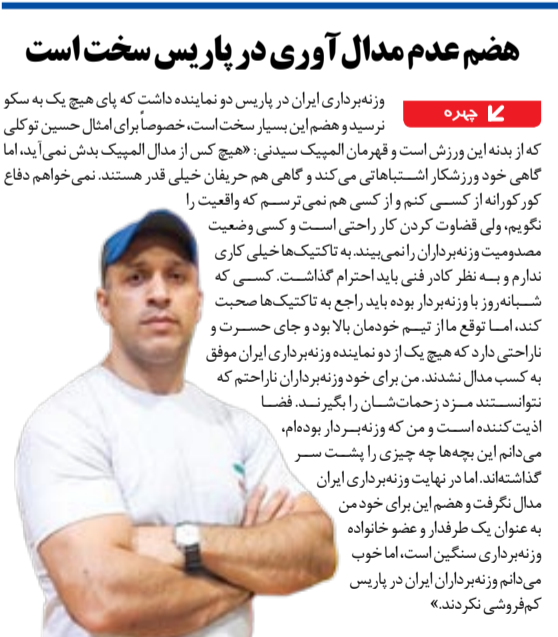 هضم عدم مدال‌آوری در پاریس سخت است
چهره
وزنه‌برداری ایران در پاریس دو نماینده داشت که پای هیچ یک به سکو
نرسید و هضم این بسیار سخت است، خصوصاً برای امثال حسین توکلی
که از بدنه این ورزش است و قهرمان المپیک سیدنی: «هیچ کس از مدال المپیک بدش نمی‌آید، اما
گاهی خود ورزشکار اشتباهاتی می‌کند و گاهی هم حریفان خیلی قدر هستند. نمی‌خواهم دفاع
کورکورانه از کسی کنم و از کسی هم نمی‌ترسم که واقعیت را
نگویم، ولی قضاوت کردن کار راحتی است و کسی وضعیت
مصدومیت وزنه‌برداران را نمی‌بیند. به تاکتیک‌ها خیلی کاری
ندارم و به نظر کادر فنی باید احترام گذاشت. کسی که
شبانه‌روز با وزنه‌بردار بوده باید راجع به تاکتیک‌ها صحبت
کند، اما توقع ما از تیم خودمان بالا بود و جای حسرت و
ناراحتی دارد که هیچ یک از دو نماینده وزنه‌برداری ایران موفق
به کسب مدال نشدند. من برای خود وزنه‌برداران ناراحتم که
نتوانستند مزد زحمات‌شان را بگیرند. فضا
اذیت‌کننده است و من که وزنه‌بردار بوده‌ام،
می‌دانم این بچه‌ها چه چیزی را پشت سر
گذاشته‌اند. اما در نهایت وزنه‌برداری ایران
مدال نگرفت و هضم این برای خود من
به عنوان یک طرفدار و عضو خانواده
وزنه‌برداری سنگین است، اما خوب
می‌دانم وزنه‌برداران ایران در پاریس
کم‌فروشی نکردند.»